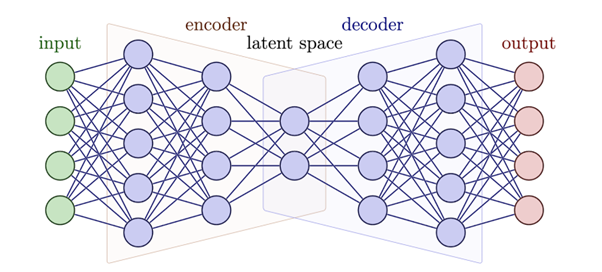 encoder
decoder
input
latent space
output